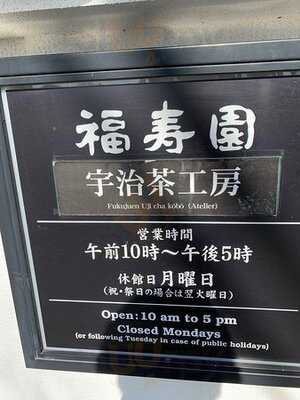 福寿園
宇治茶工房
Fukujuen Uji cha kōbō (Atelier)
営業時間
午前10時～午後5時
休館日月曜日
(祝・祭日の場合は翌火曜日)
Open: 10 am to 5 pm
Closed Mondays
(or following Tuesday in case of public holidays)